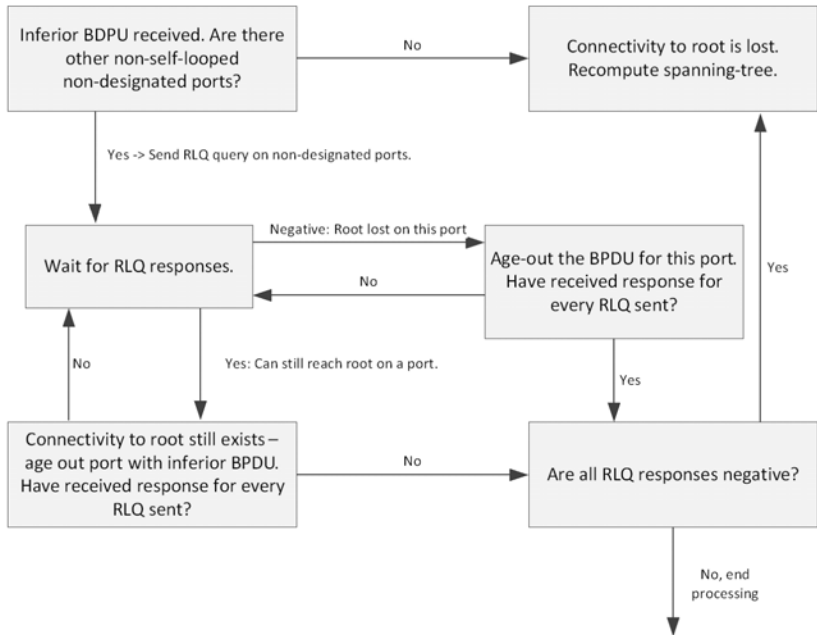 Inferior BDPU received. Are there
other non-self-looped
non-designated ports?
No
Connectivity to root is lost.
Recompute spanning-tree.
Yes -> Send RLQ query on non-designated ports.
Wait for RLQ responses.
Negative: Root lost on this port
No
Age-out the BPDU for this port.
Have received response for
every RLQ sent?
Yes
No
Yes: Can still reach root on a port.
Yes
Connectivity to root still exists –
age out port with inferior BPDU.
Have received response for every
RLQ sent?
No
Are all RLQ responses negative?
No, end
processing